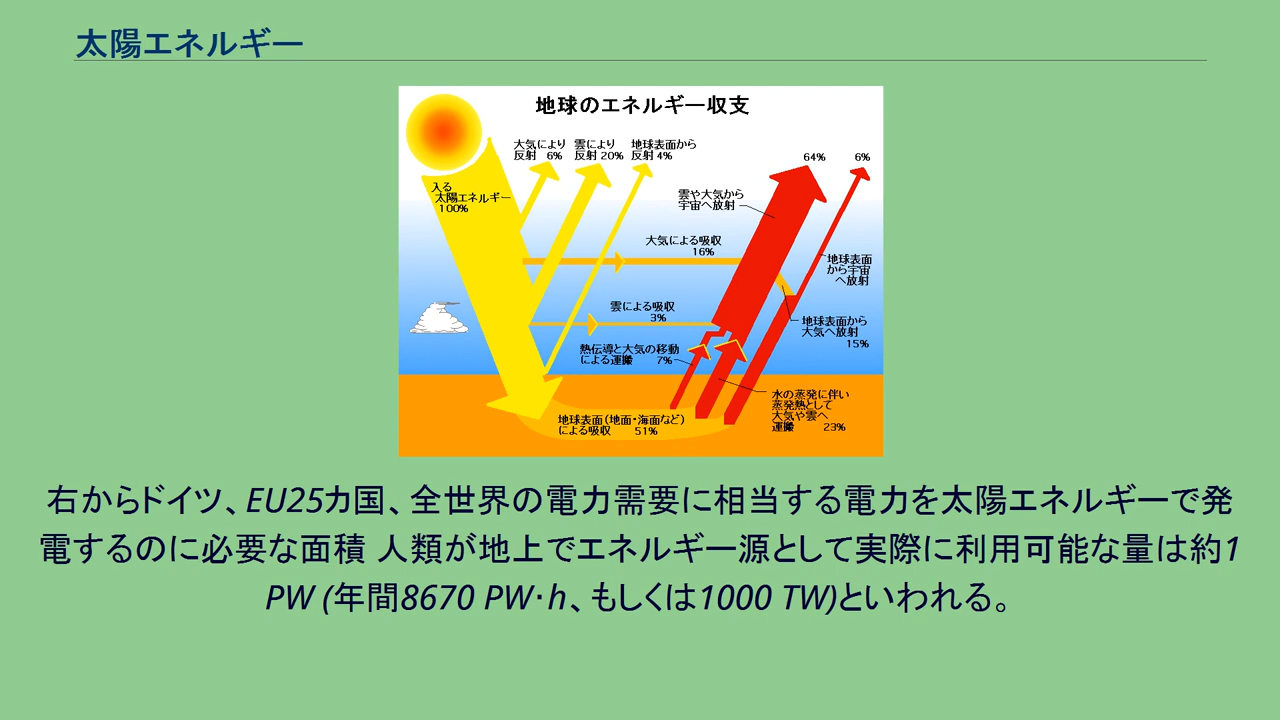 太陽エネルギー
地球のエネルギー収支
大気により
反射 6%
雲により
反射 20%
地球表面から
反射 4%
64%
6%
入る
太陽エネルギー
100%
雲や大気から
宇宙へ放射
大気による吸収
16%
地球表面
から宇宙
へ放射
雲による吸収
3%
地球表面から
大気へ放射
15%
熱伝導と大気の移動
による運搬 7%
水の蒸発に伴い
蒸発熱として
大気や雲へ
運搬 23%
地球表面(地面・海面など)
による吸収 51%
右からドイツ、EU25カ国、全世界の電力需要に相当する電力を太陽エネルギーで発
電するのに必要な面積 人類が地上でエネルギー源として実際に利用可能な量は約1
PW (年間8670 PW·h、もしくは1000 TW)といわれる。